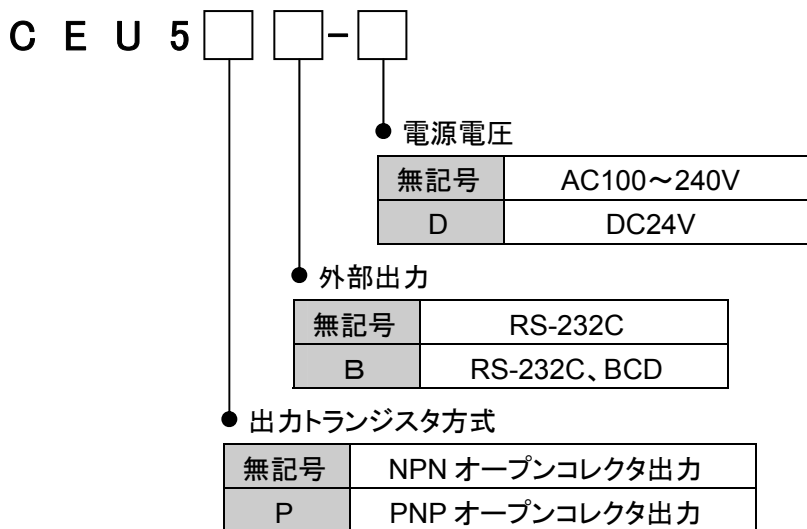 CEU5□□-□
● 電源電圧
無記号 AC100～240V
D DC24V
● 外部出力
無記号 RS-232C
B RS-232C、BCD
● 出力トランジスタ方式
無記号 NPN オープンコレクタ出力
P PNP オープンコレクタ出力